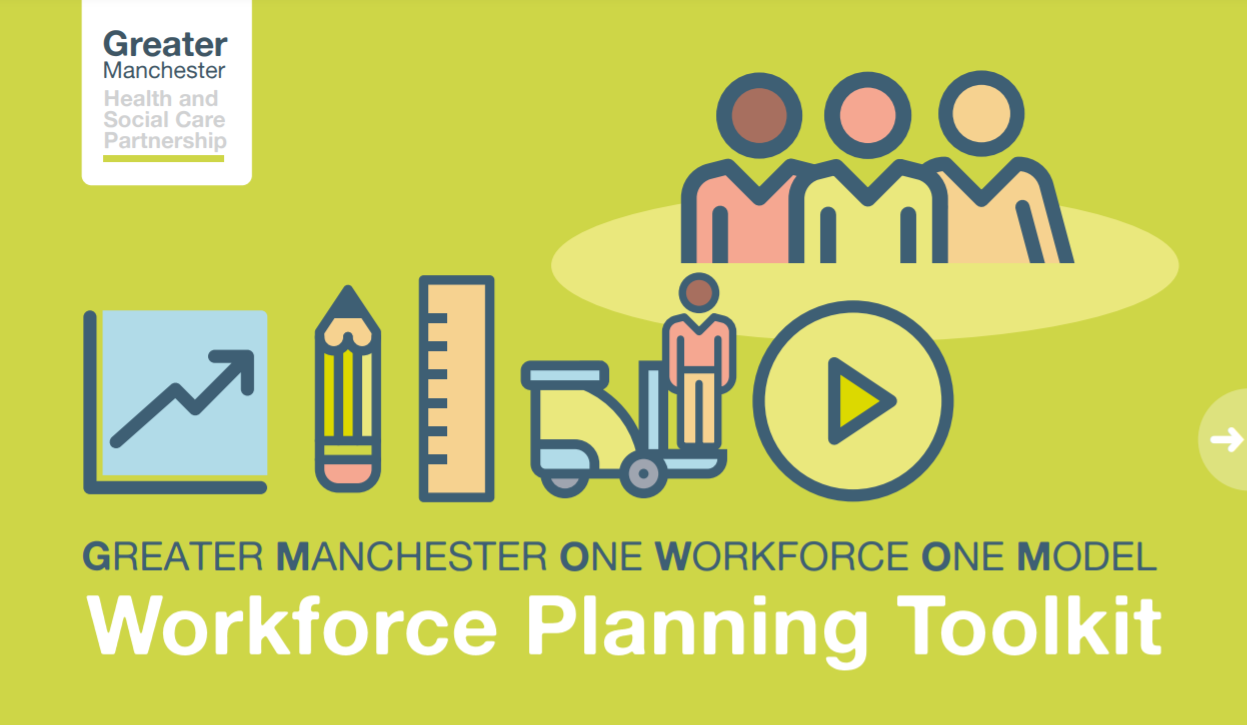 Greater
Manchester
Health and
Social Care
Partnership
GREATER MANCHESTER ONE WORKFORCE ONE MODEL
Workforce Planning Toolkit